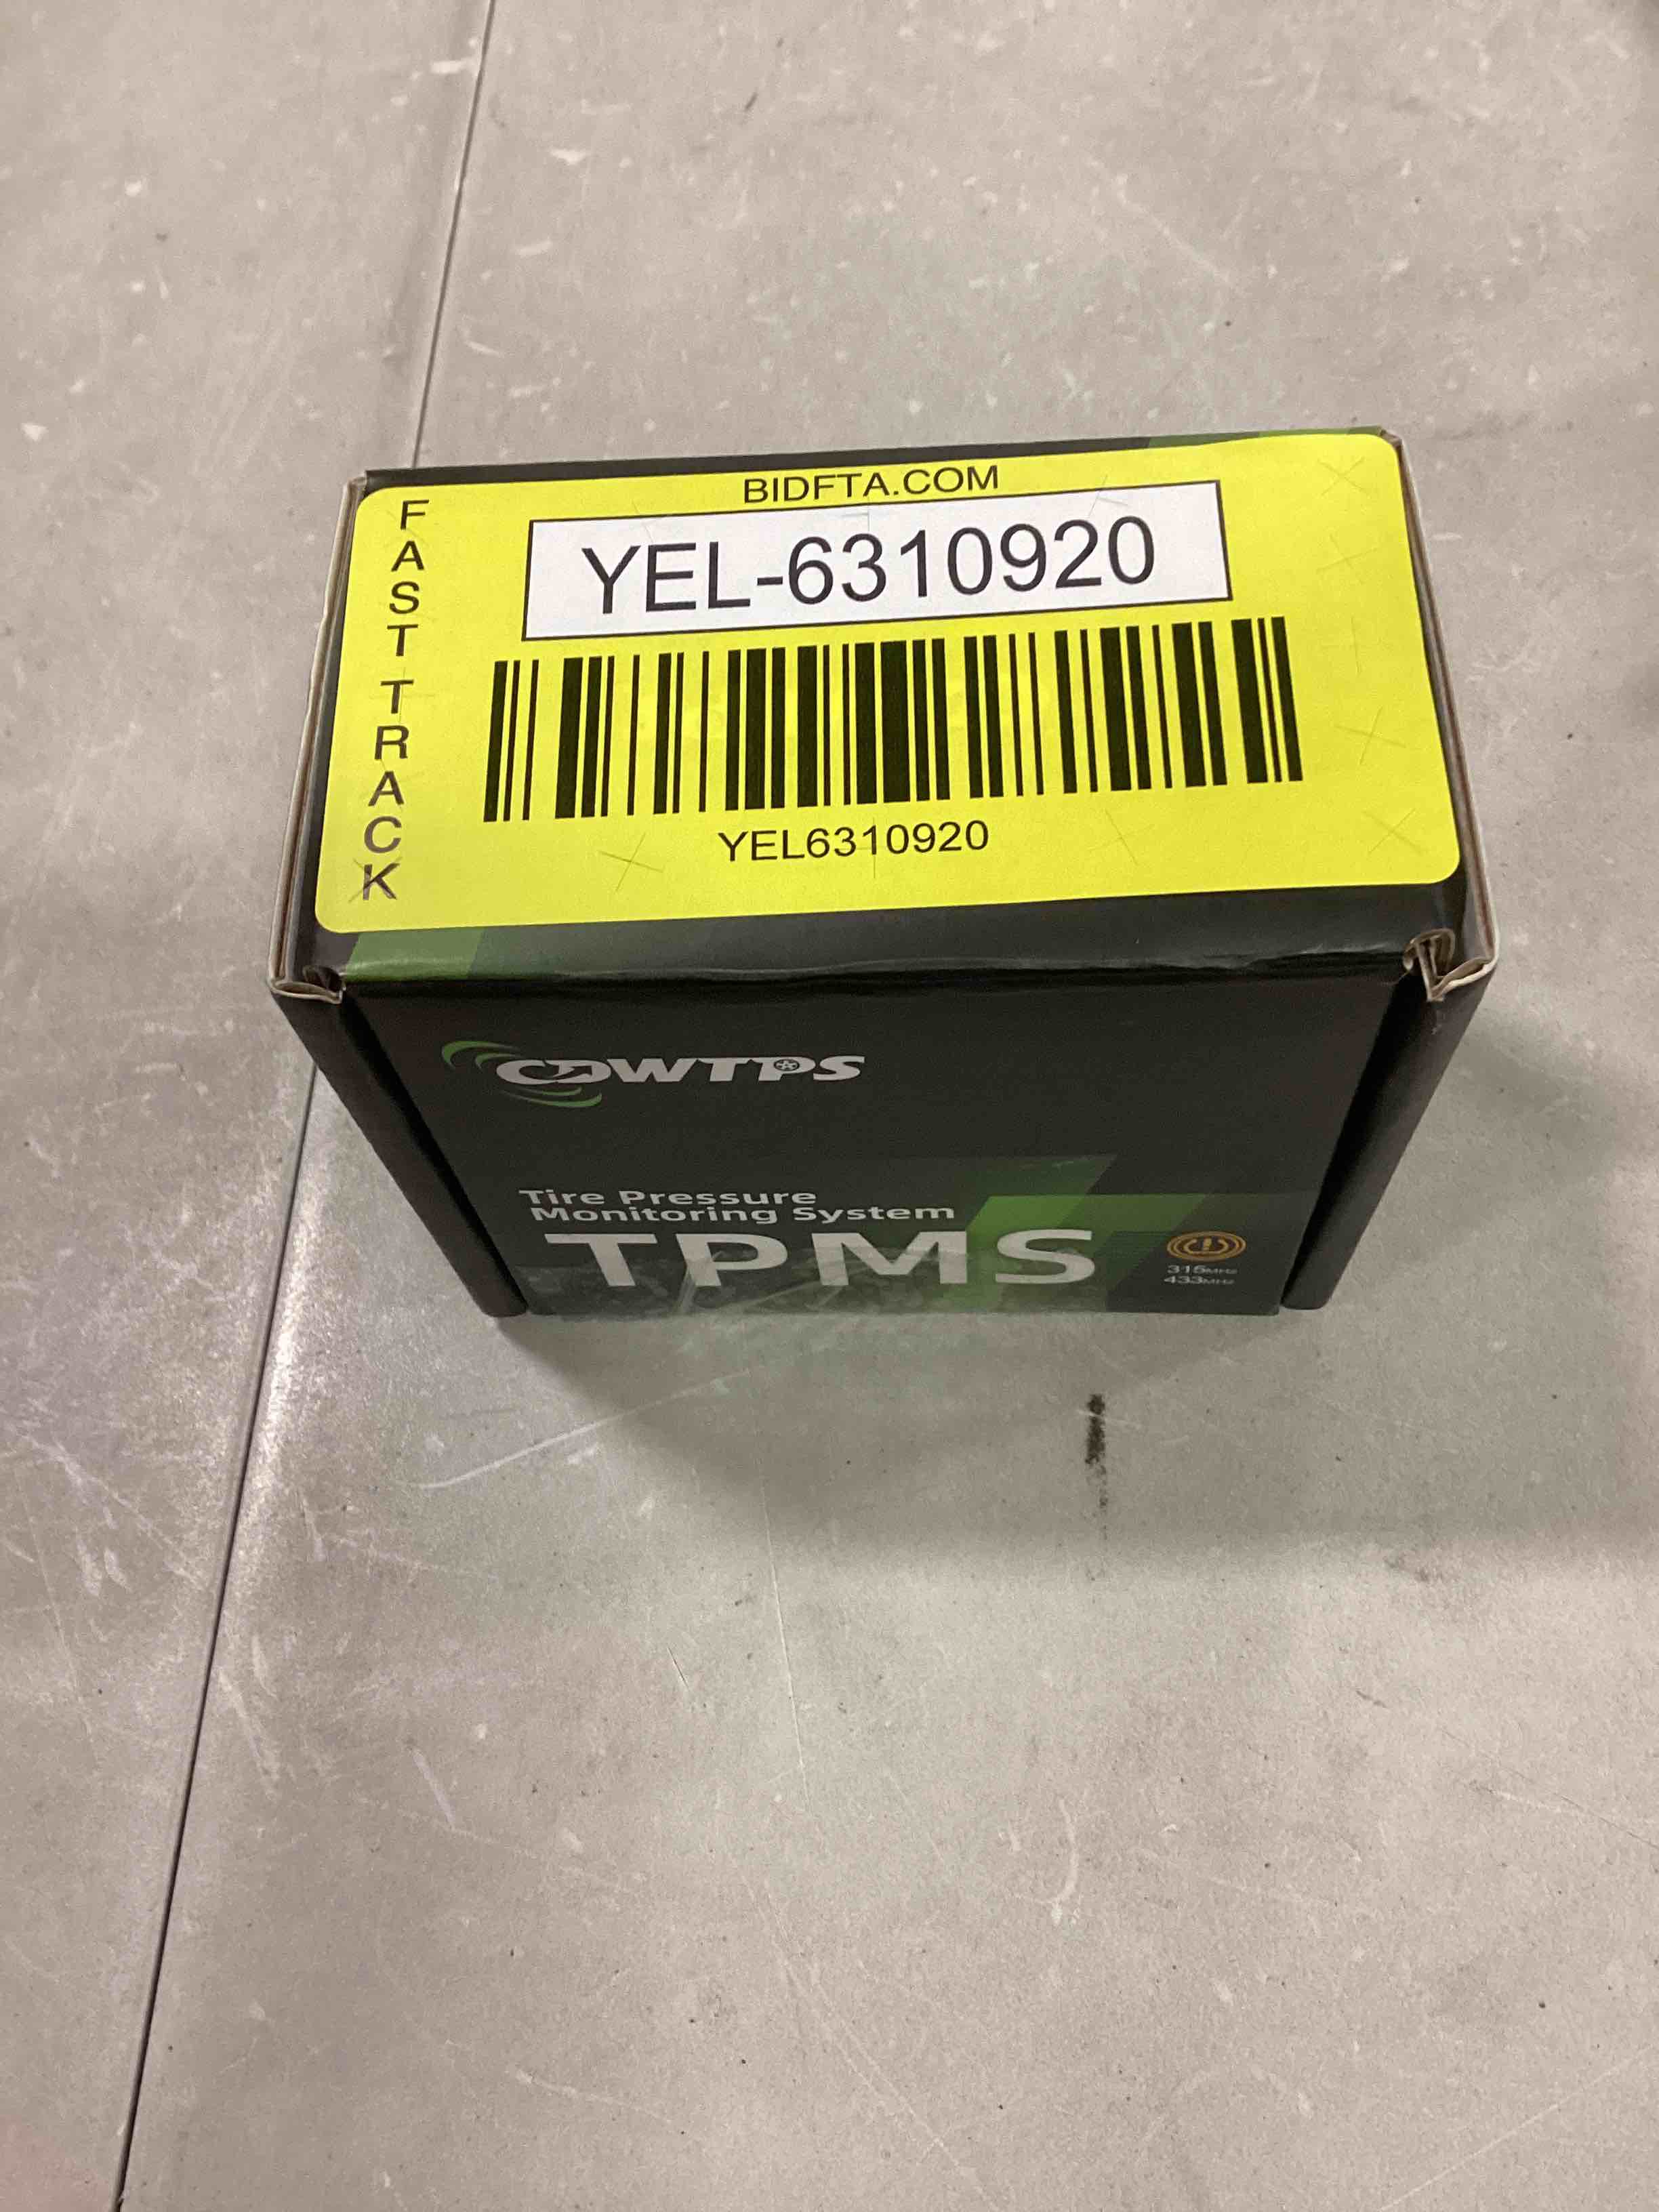 BIDFTA.COM
FAST TRACK
YEL-6310920
YEL6310920
CDWTPS
Tire Pressure
Monitoring System
TPMS
315MHz
433MHz